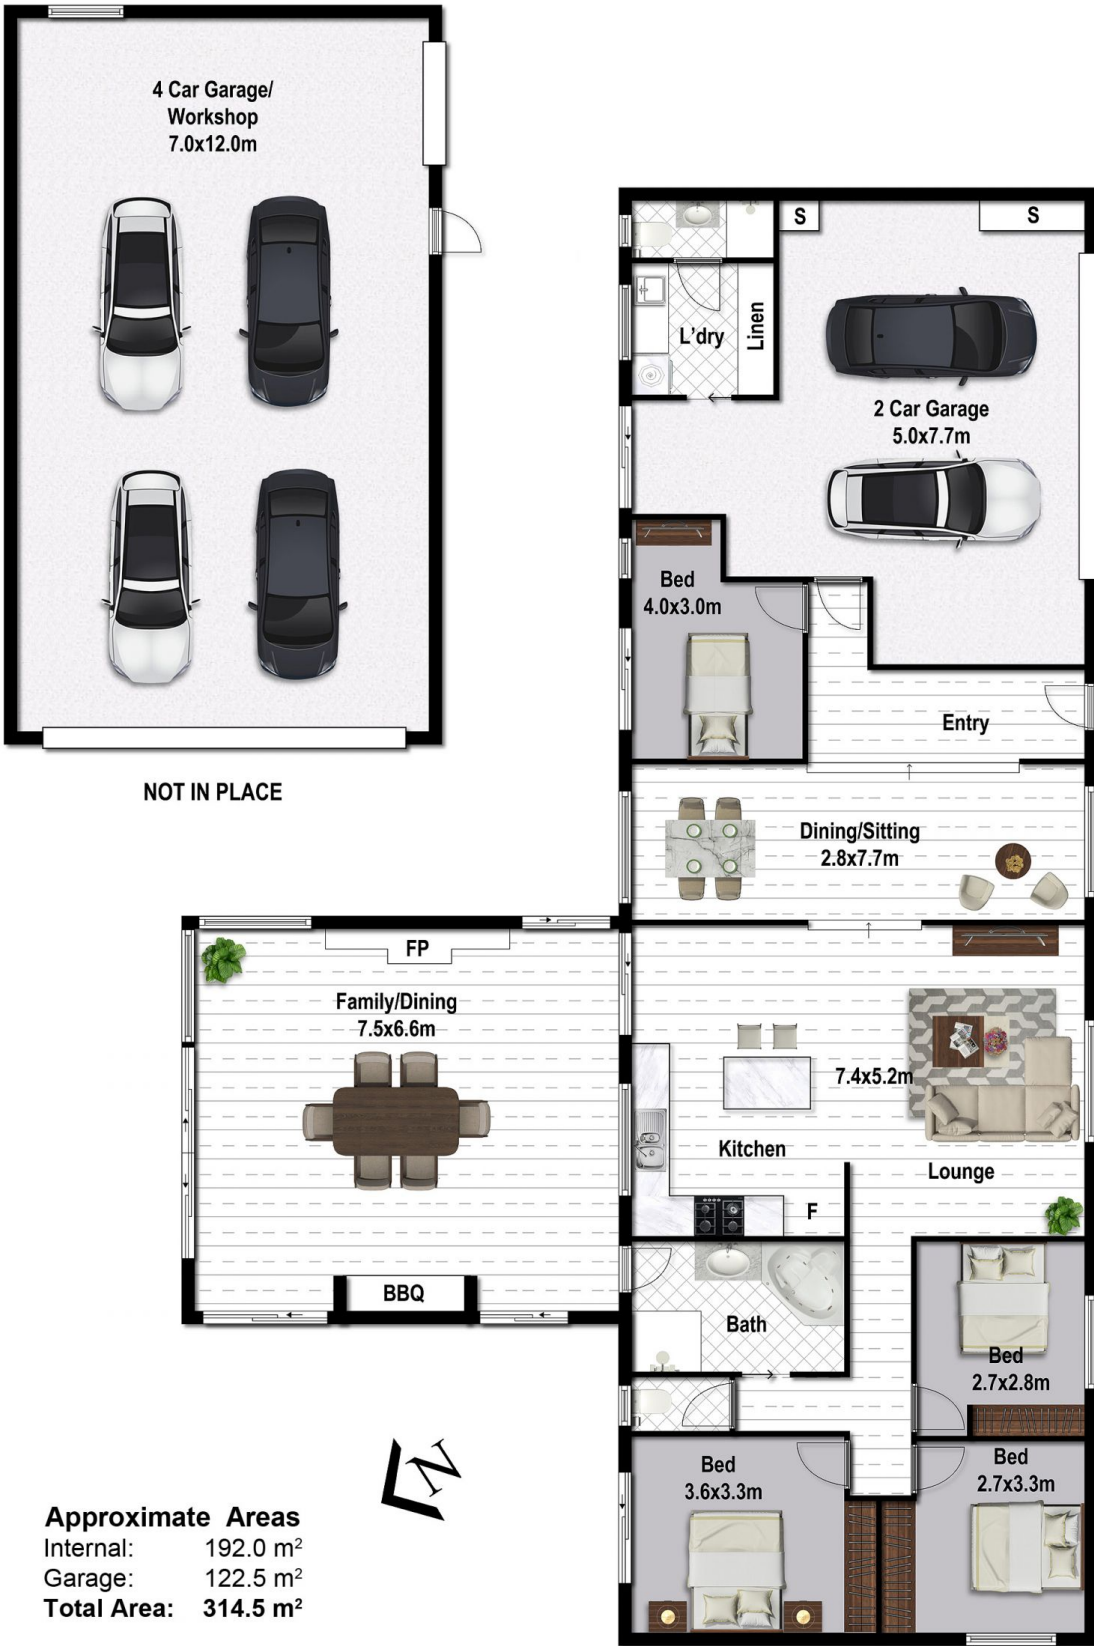 4 Car Garage/
Workshop
7.0x12.0m
NOT IN PLACE
S
S
L'dry
Linen
2 Car Garage
5.0x7.7m
Bed
4.0x3.0m
Entry
Dining/Sitting
2.8x7.7m
FP
Family/Dining
7.5x6.6m
7.4x5.2m
Kitchen
Lounge
F
BBQ
Bath
Bed
2.7x2.8m
Bed
3.6x3.3m
Bed
2.7x3.3m
N
Approximate Areas
Internal: 192.0 m²
Garage: 122.5 m²
Total Area: 314.5 m²